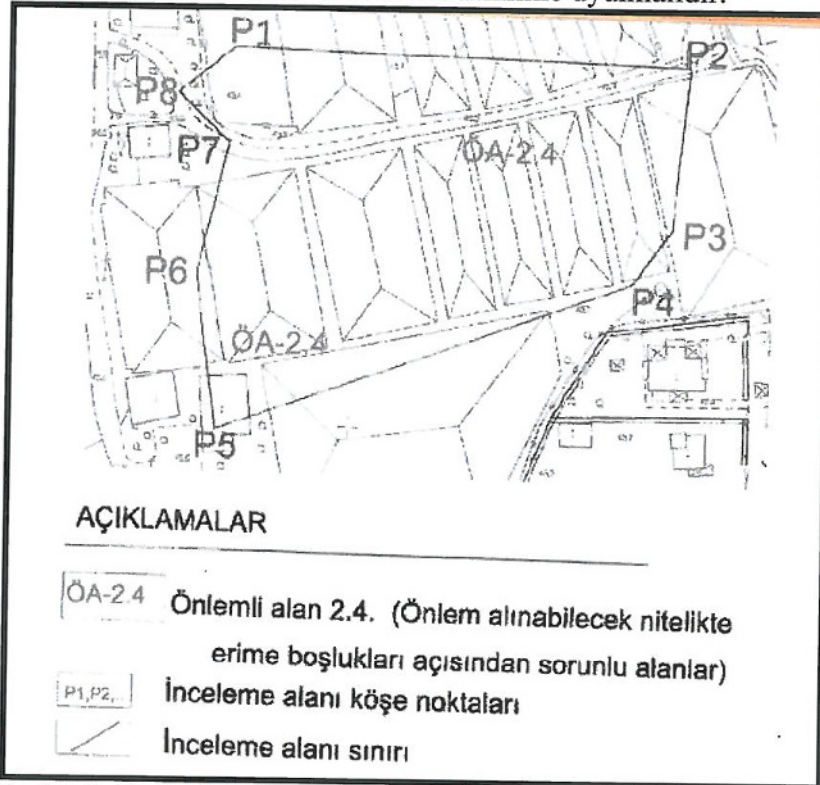 uyulmalıdır.
P1
P2
P8
P7
ÖA-2.4
P3
P6
P4
ÖA-2.4
P5
AÇIKLAMALAR
ÖA-2.4 Önlemli alan 2.4. (Önlem alınabilecek nitelikte
erime boşlukları açısından sorunlu alanlar)
P1,P2,.. İnceleme alanı köşe noktaları
İnceleme alanı sınırı